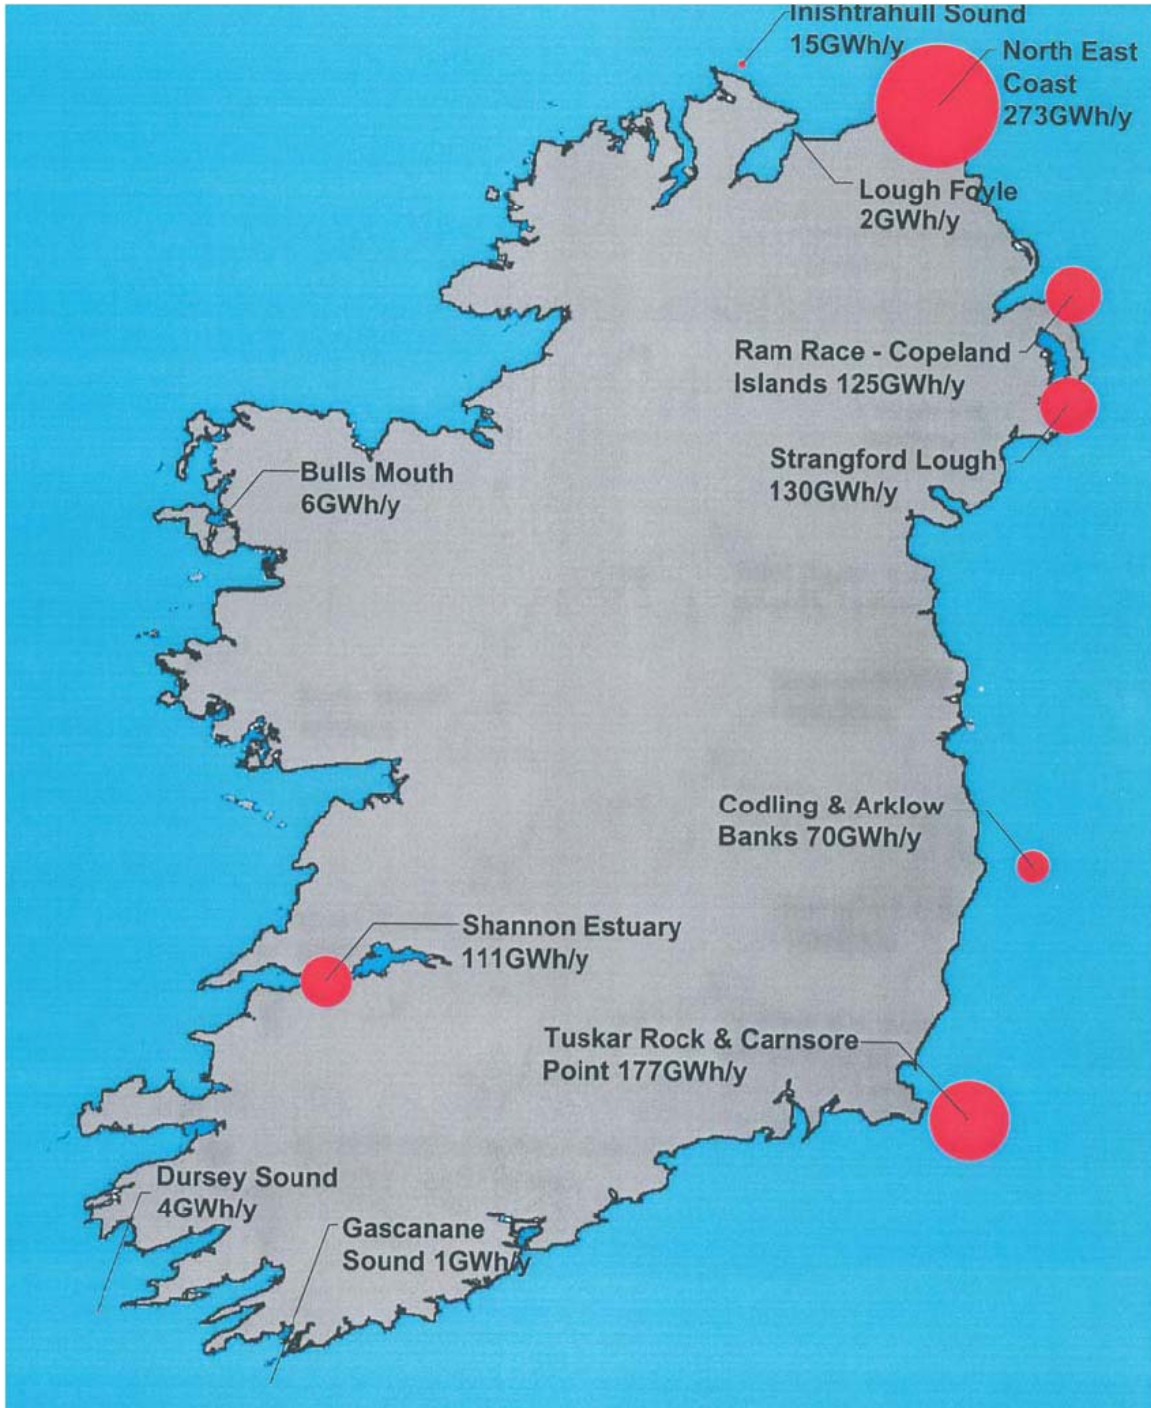 Inishtrahull Sound
15GWh/y
North East
Coast
273GWh/y
Lough Foyle
2GWh/y
Ram Race - Copeland
Islands 125GWh/y
Strangford Lough
130GWh/y
Bulls Mouth
6GWh/y
Codling & Arklow
Banks 70GWh/y
Shannon Estuary
111GWh/y
Tuskar Rock & Carnsore
Point 177GWh/y
Dursey Sound
4GWh/y
Gascanane
Sound 1GWh/y